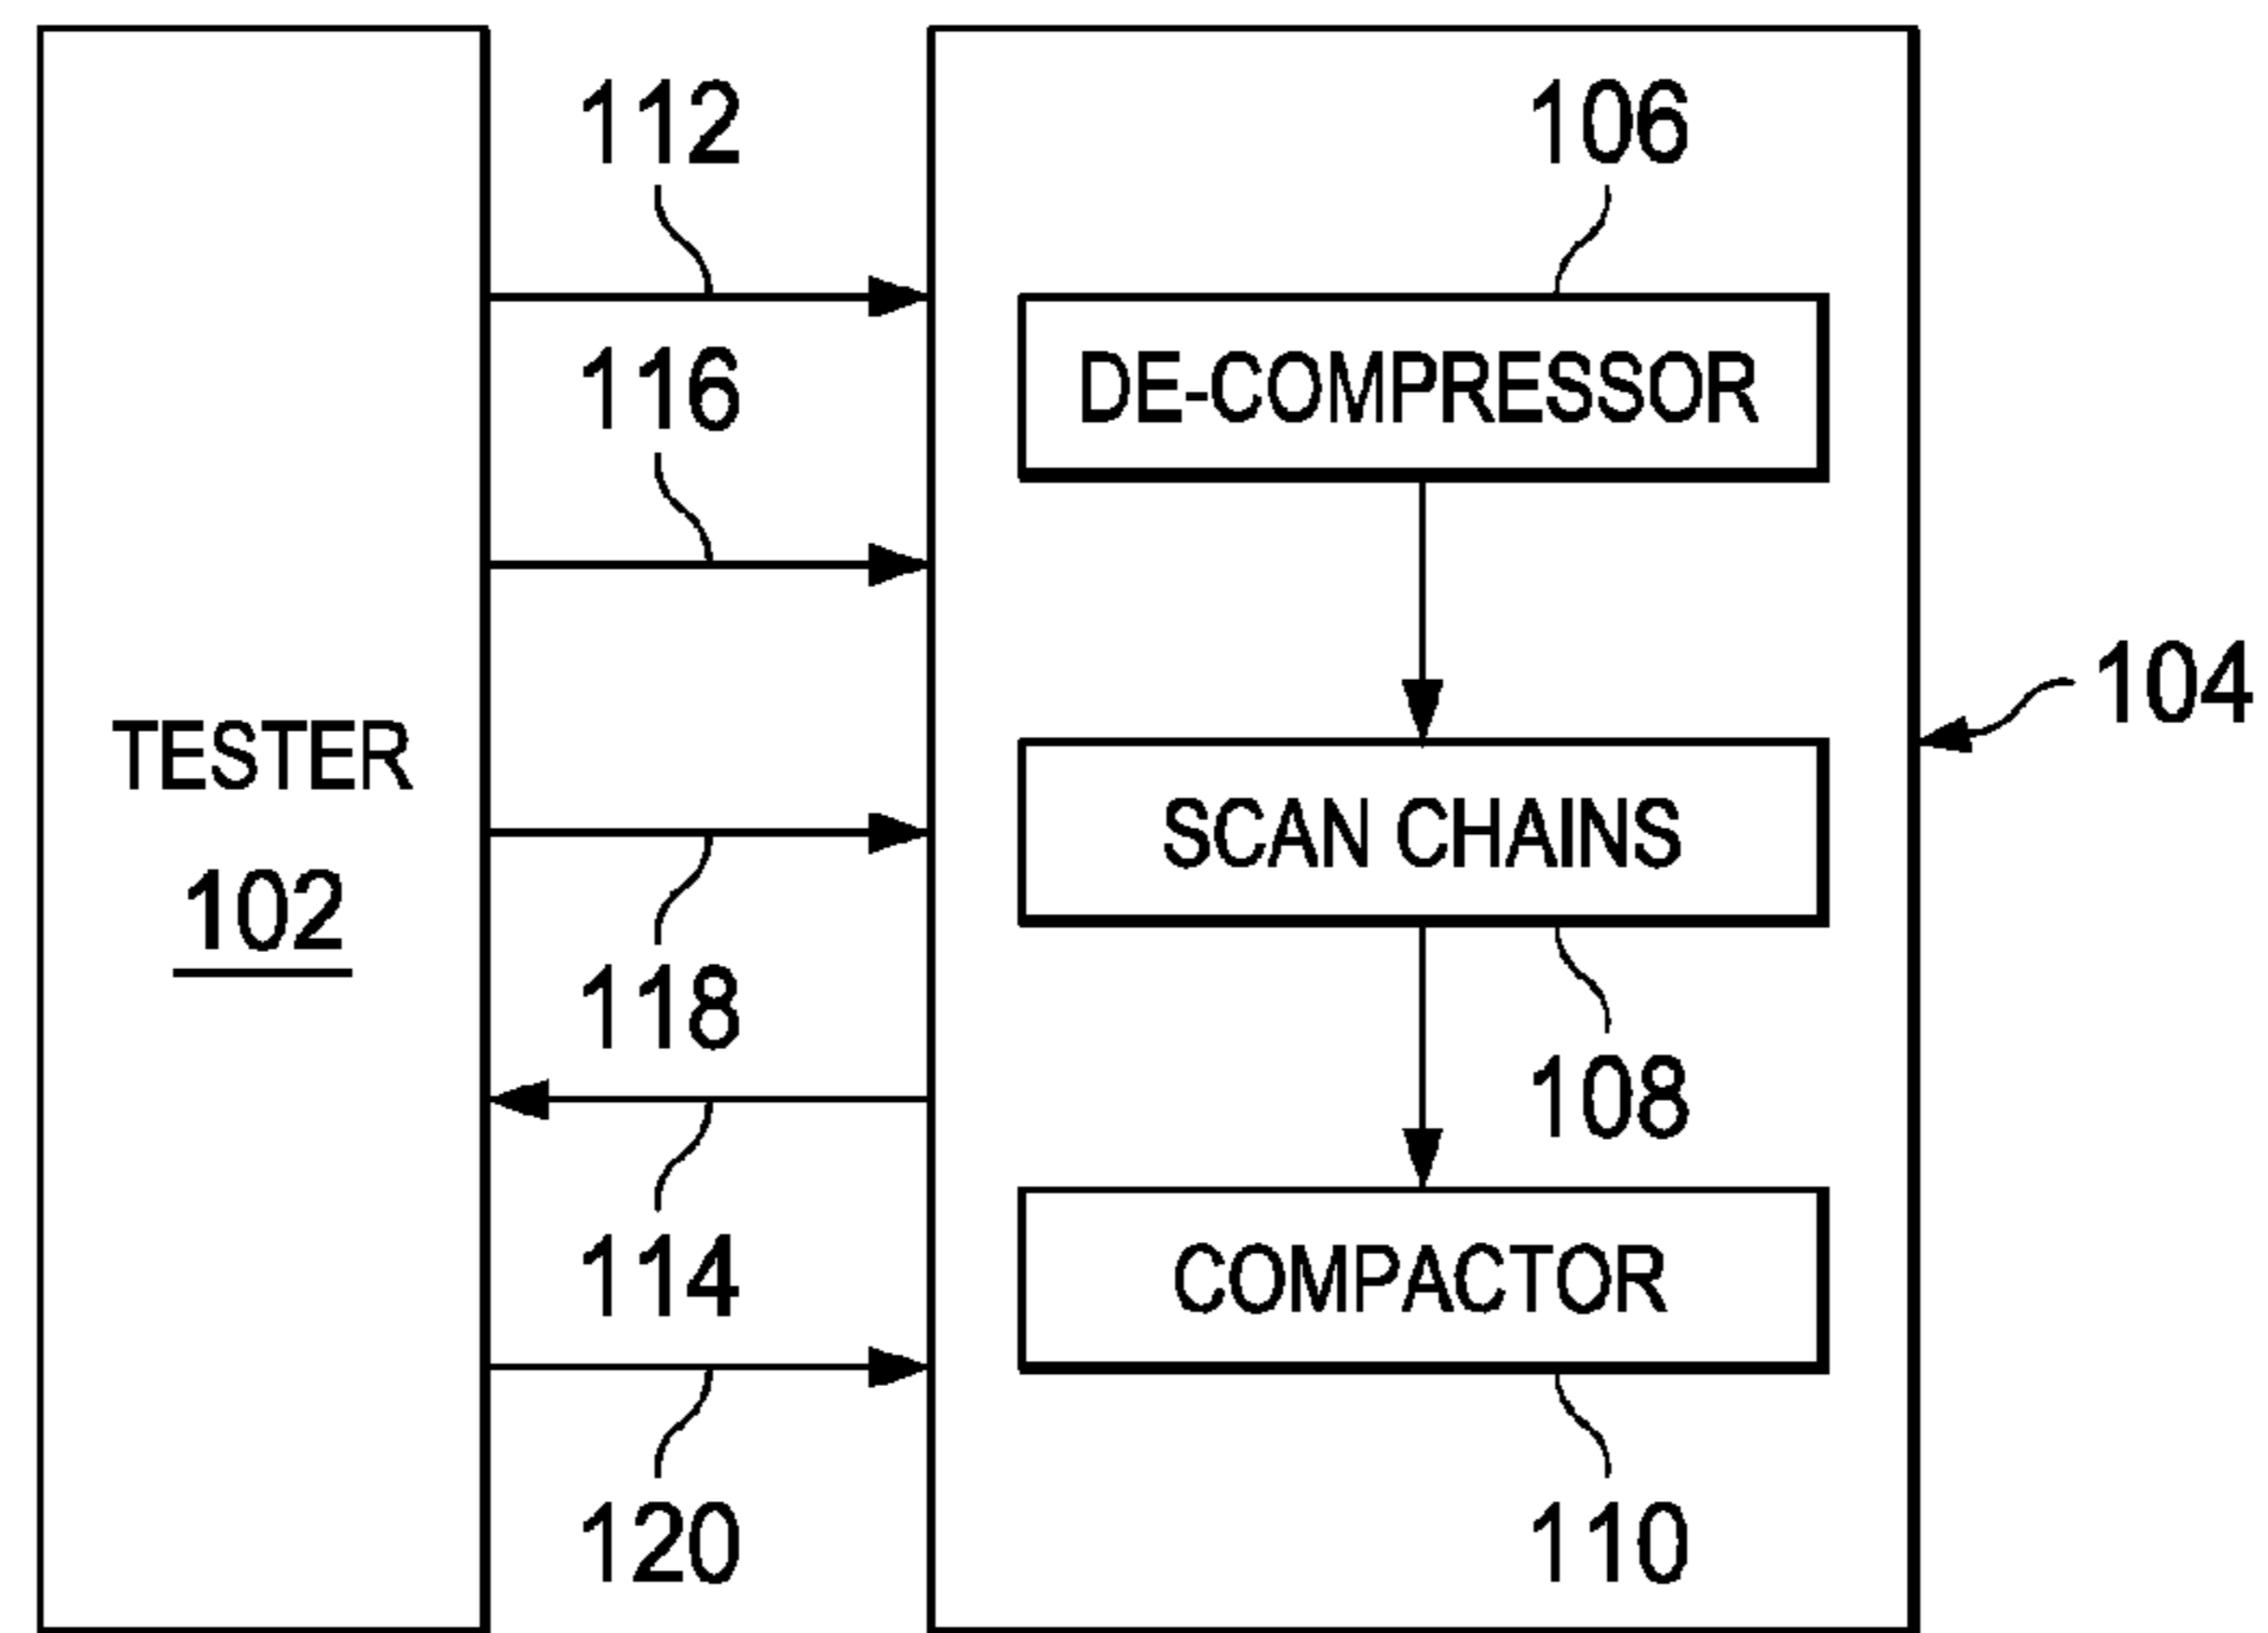 112
106
DE-COMPRESSOR
116
104
TESTER
102
SCAN CHAINS
118
108
114
COMPACTOR
120
110